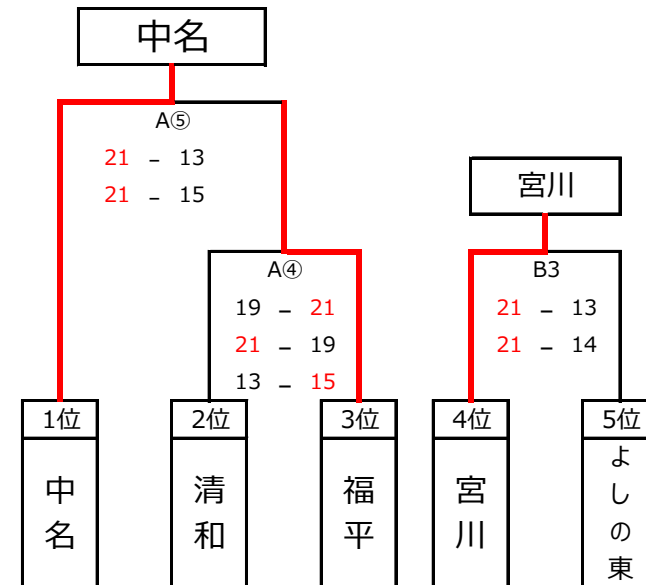 中名
A⑤
21 – 13
21 – 15
宮川
A④
19 – 21
21 – 19
13 – 15
B3
21 – 13
21 – 14
1位
2位
3位
4位
5位
中名
清和
福平
宮川
よしの東